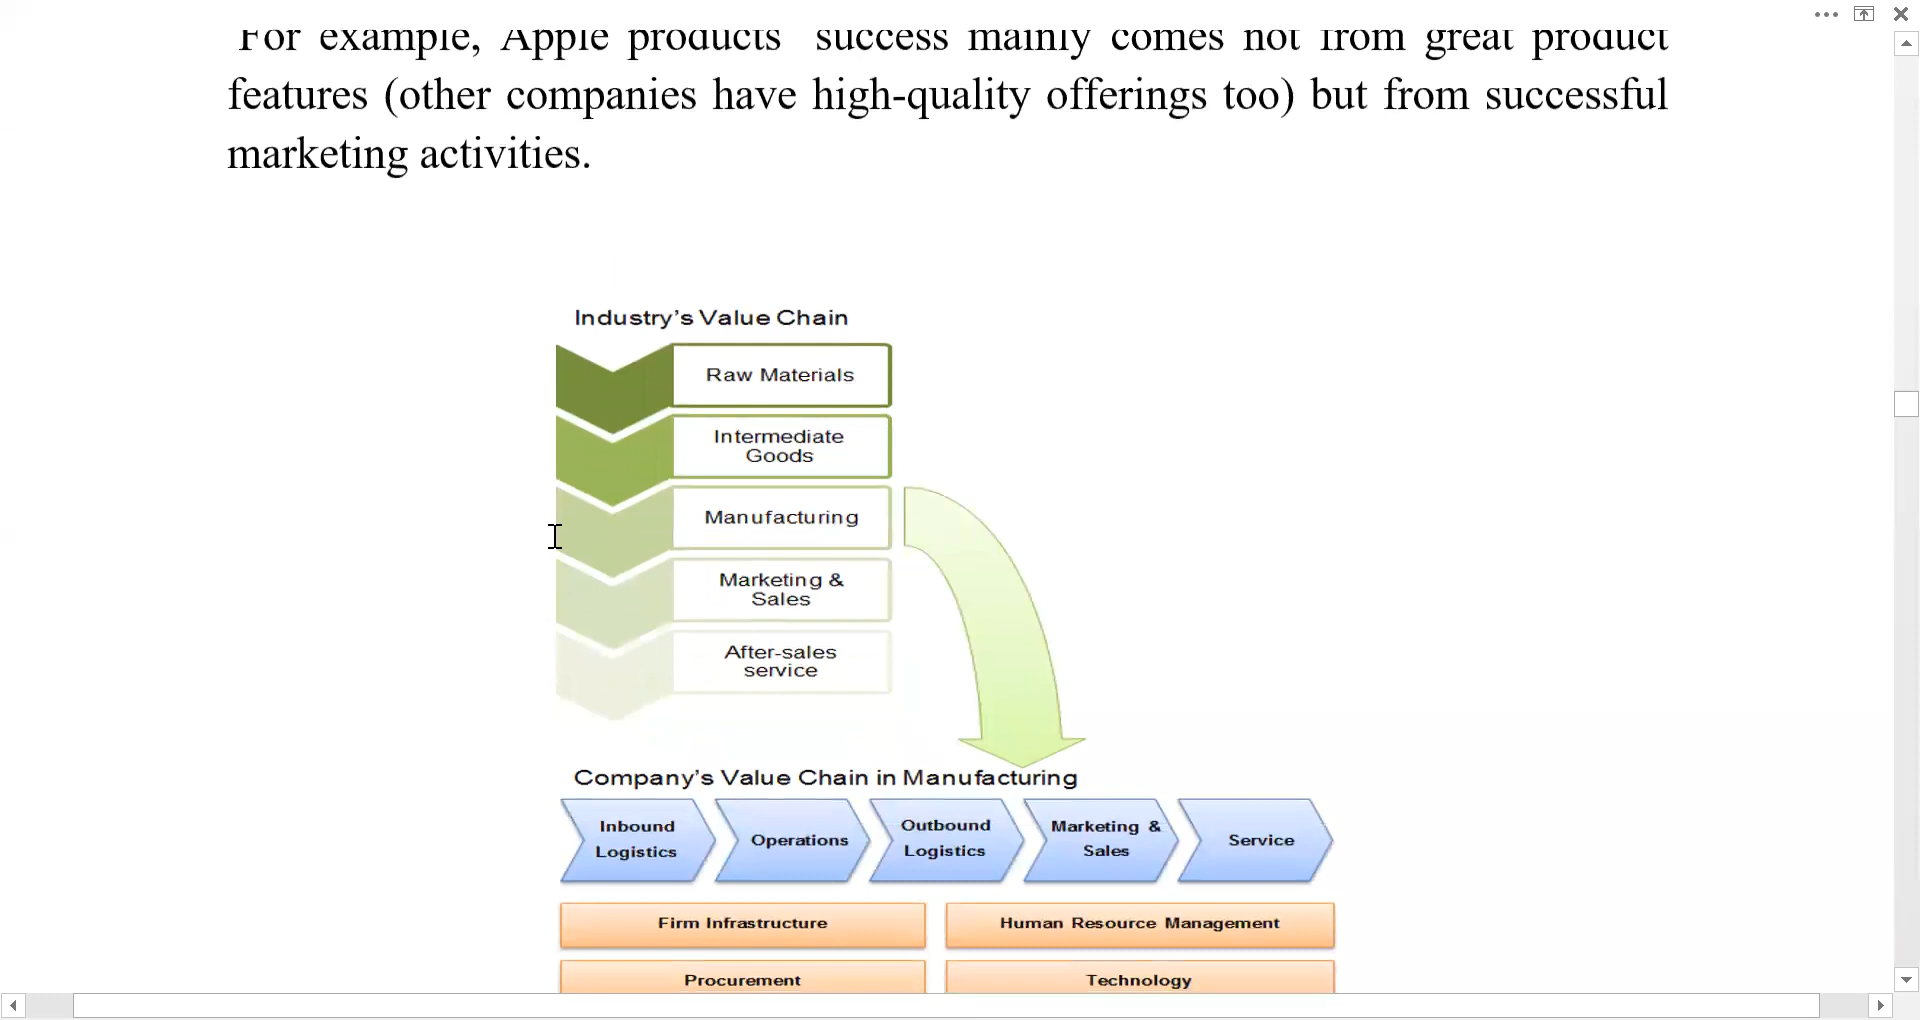 For example, Apple products success mainly comes not from great product
features (other companies have high-quality offerings too) but from successful
marketing activities.
Industry's Value Chain
Raw Materials
Intermediate
Goods
Manufacturing
Marketing &
Sales
After-sales
service
Company's Value Chain in Manufacturing
Inbound
Logistics
Operations
Outbound
Logistics
Marketing &
Sales
Service
Firm Infrastructure
Human Resource Management
Procurement
Technology